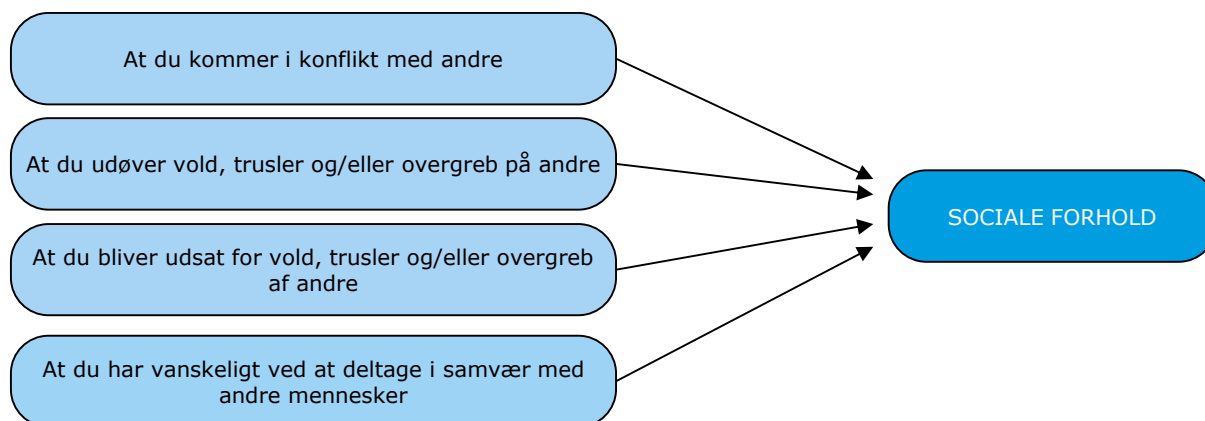 At du kommer i konflikt med andre
At du udøver vold, trusler og/eller overgreb på andre
At du bliver udsat for vold, trusler og/eller overgreb
af andre
At du har vanskeligt ved at deltage i samvær med
andre mennesker
SOCIALE FORHOLD